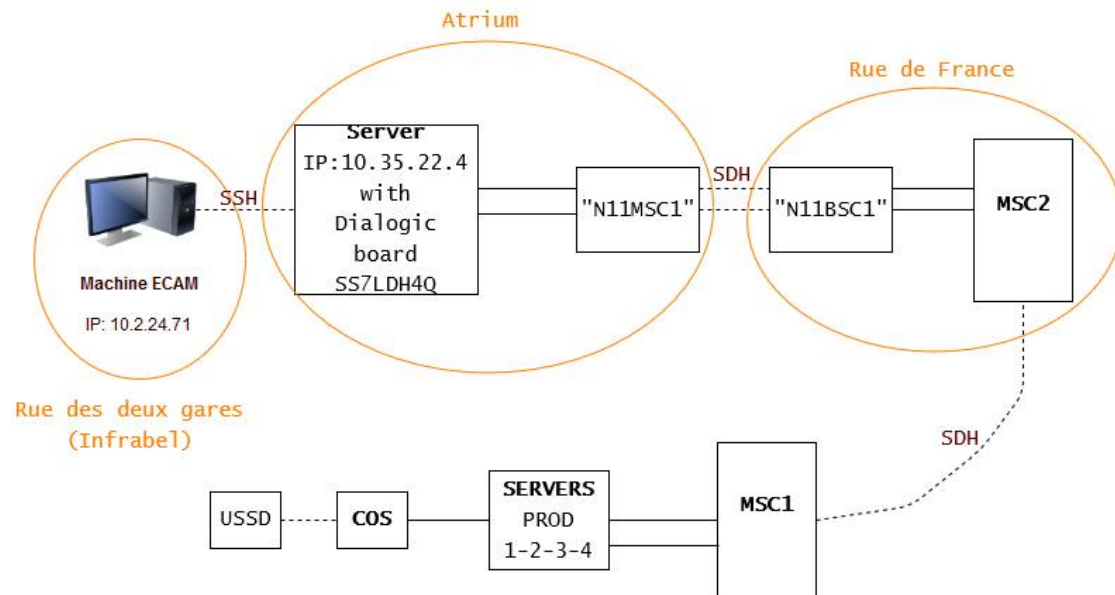 Atrium
Rue de France
Server
IP:10.35.22.4
with
Dialogic
board
SS7LDH4Q
SSH
"N11MSC1"
SDH
"N11BSC1"
MSC2
Machine ECAM
IP: 10.2.24.71
Rue des deux gares
(Infrabel)
SDH
USSD
COS
SERVERS
PROD
1-2-3-4
MSC1